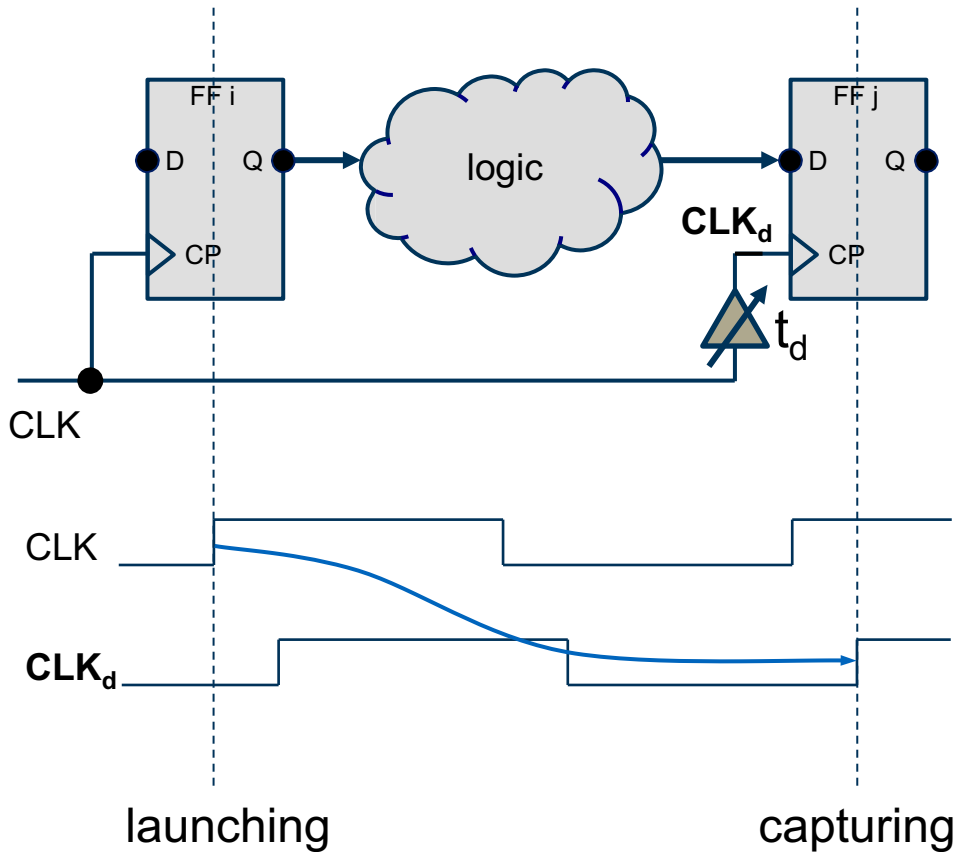 FF i
FF j
D
Q
D
Q
logic
CLKd
CP
CP
td
CLK
CLK
CLKd
launching
capturing